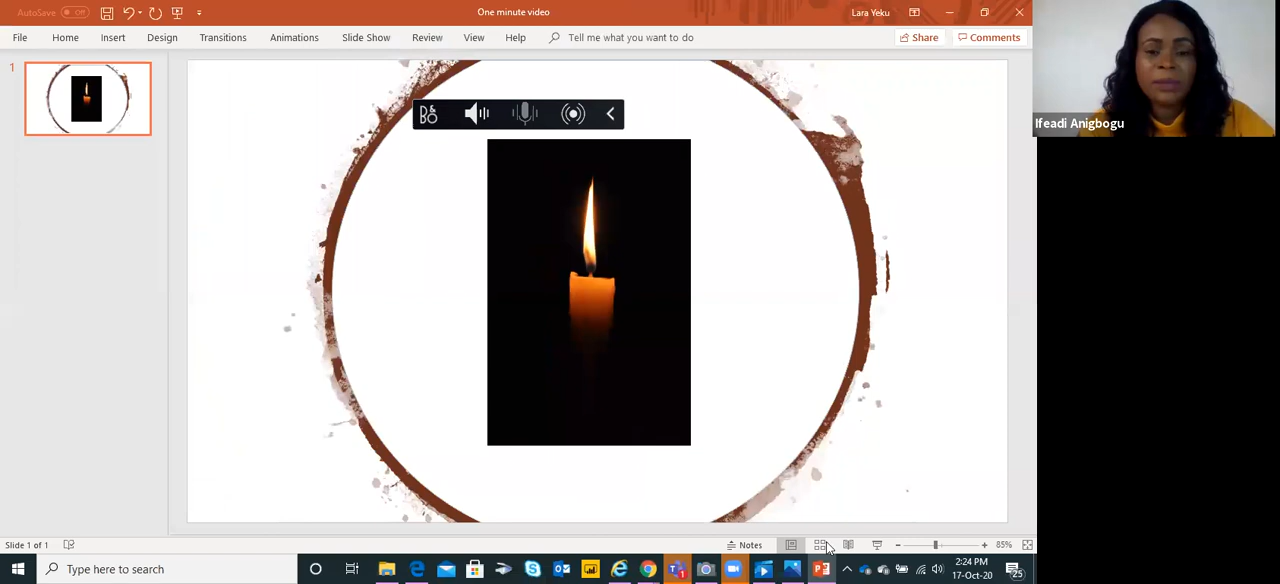 AutoSave Off
One minute video
Lara Yeku
File Home Insert Design Transitions Animations Slide Show Review View Help Tell me what you want to do Share Comments
1
B&O
Ifeadi Anigbogu
Slide 1 of 1
Notes
85%
Type here to search
1
2:24 PM
17-Oct-20
25